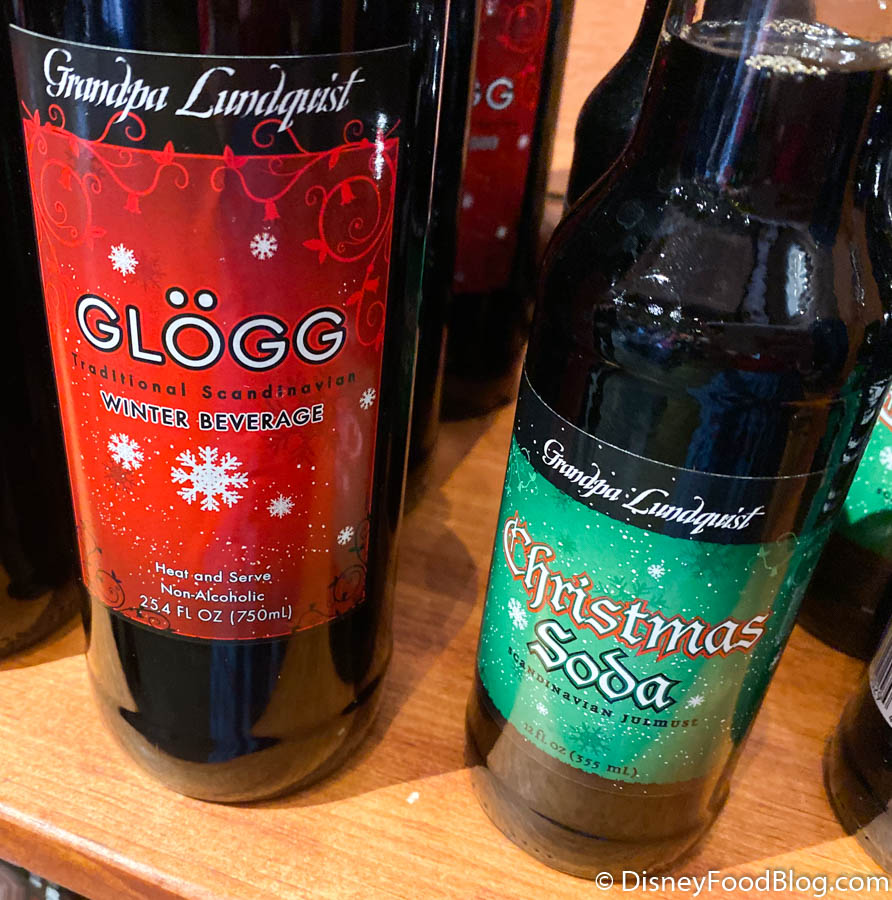 Grandpa Lundquist
GLÖGG
Traditional Scandinavian
WINTER BEVERAGE
Heat and Serve
Non-Alcoholic
25.4 FL OZ (750mL)
GG
Grandpa Lundquist
Christmas
Soda
SCANDINAVIAN JULMUST
12 fl. oz (355 mL)
© DisneyFoodBlog.com